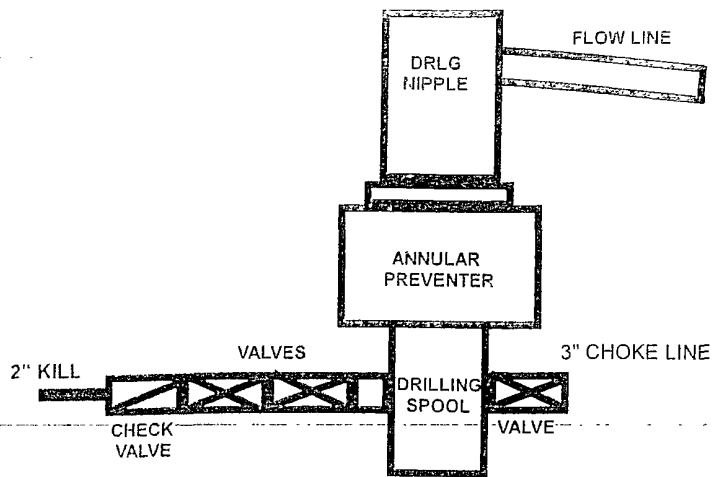 FLOW LINE
DRLG
NIPPLE
ANNULAR
PREVENTER
VALVES
3" CHOKE LINE
2" KILL
DRILLING
SPOOL
CHECK
VALVE
VALVE